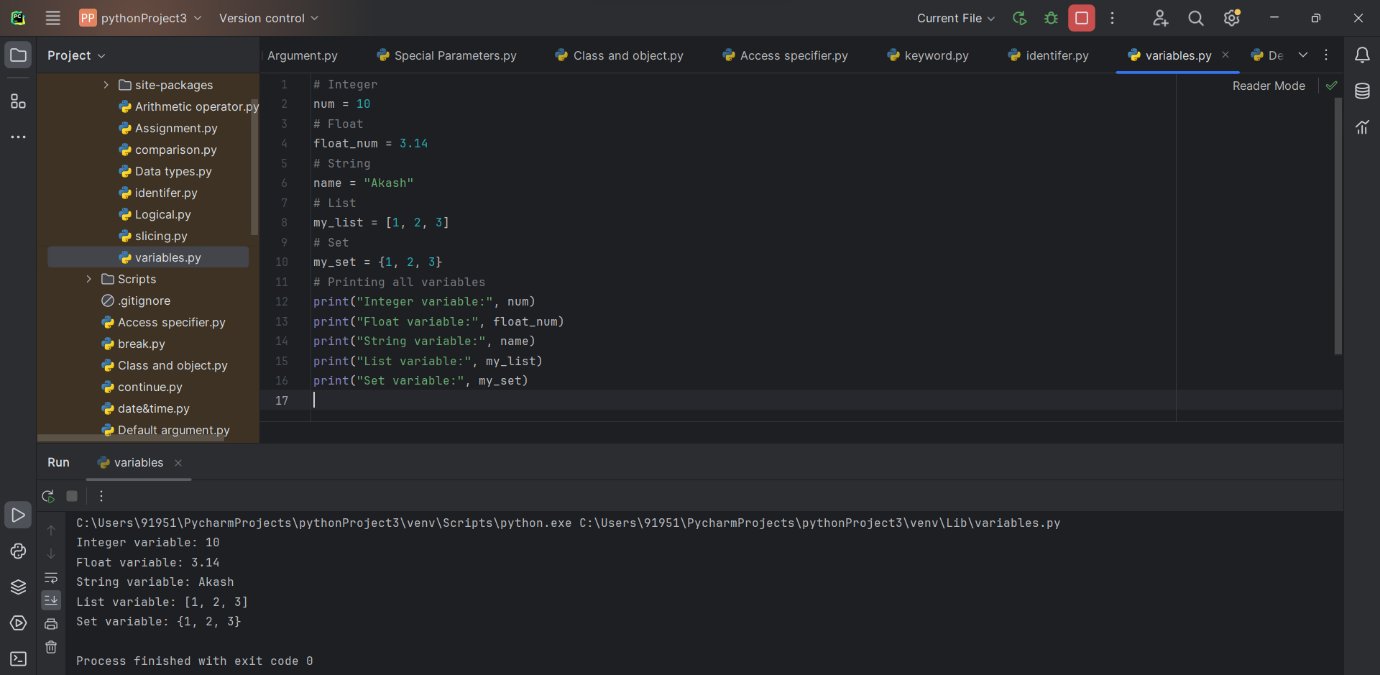 PC
PP pythonProject3
Version control
Current File
Project
Argument.py
Special Parameters.py
Class and object.py
Access specifier.py
keyword.py
identifer.py
variables.py
De
site-packages
Arithmetic operator.py
Assignment.py
comparison.py
Data types.py
identifer.py
Logical.py
slicing.py
variables.py
Scripts
.gitignore
Access specifier.py
break.py
Class and object.py
continue.py
date&time.py
Default argument.py
Reader Mode
1 # Integer
2 num = 10
3 # Float
4 float_num = 3.14
5 # String
6 name = "Akash"
7 # List
8 my_list = [1, 2, 3]
9 # Set
10 my_set = {1, 2, 3}
11 # Printing all variables
12 print("Integer variable:", num)
13 print("Float variable:", float_num)
14 print("String variable:", name)
15 print("List variable:", my_list)
16 print("Set variable:", my_set)
17
Run
variables
C:\Users\91951\PycharmProjects\pythonProject3\venv\Scripts\python.exe C:\Users\91951\PycharmProjects\pythonProject3\venv\Lib\variables.py
Integer variable: 10
Float variable: 3.14
String variable: Akash
List variable: [1, 2, 3]
Set variable: {1, 2, 3}
Process finished with exit code 0